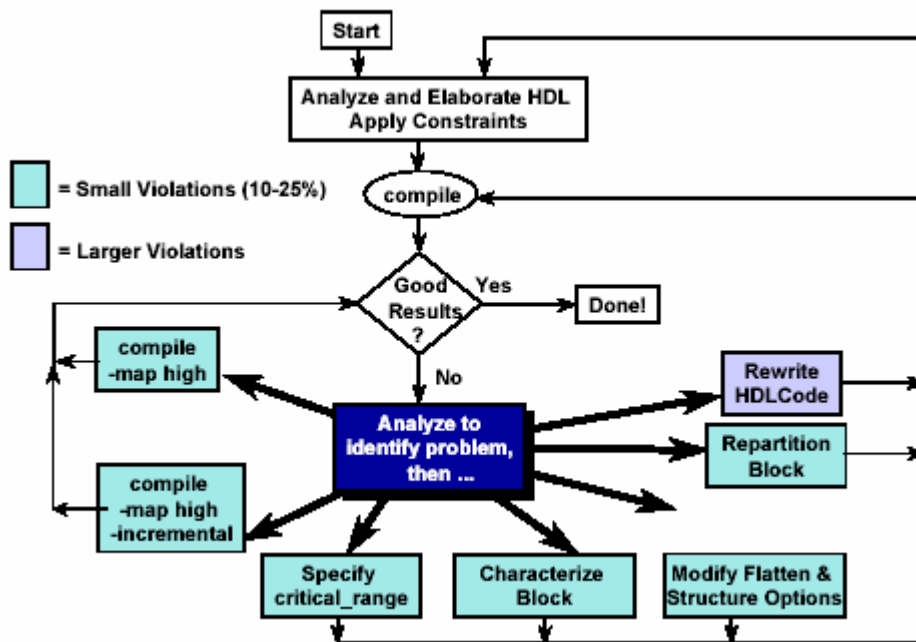 Start
Analyze and Elaborate HDL
Apply Constraints
= Small Violations (10-25%)
compile
= Larger Violations
Good
Results
?
Yes
Done!
No
compile
-map high
Rewrite
HDLCode
Analyze to
identify problem,
then ...
Repartition
Block
compile
-map high
-incremental
Specify
critical_range
Characterize
Block
Modify Flatten &
Structure Options